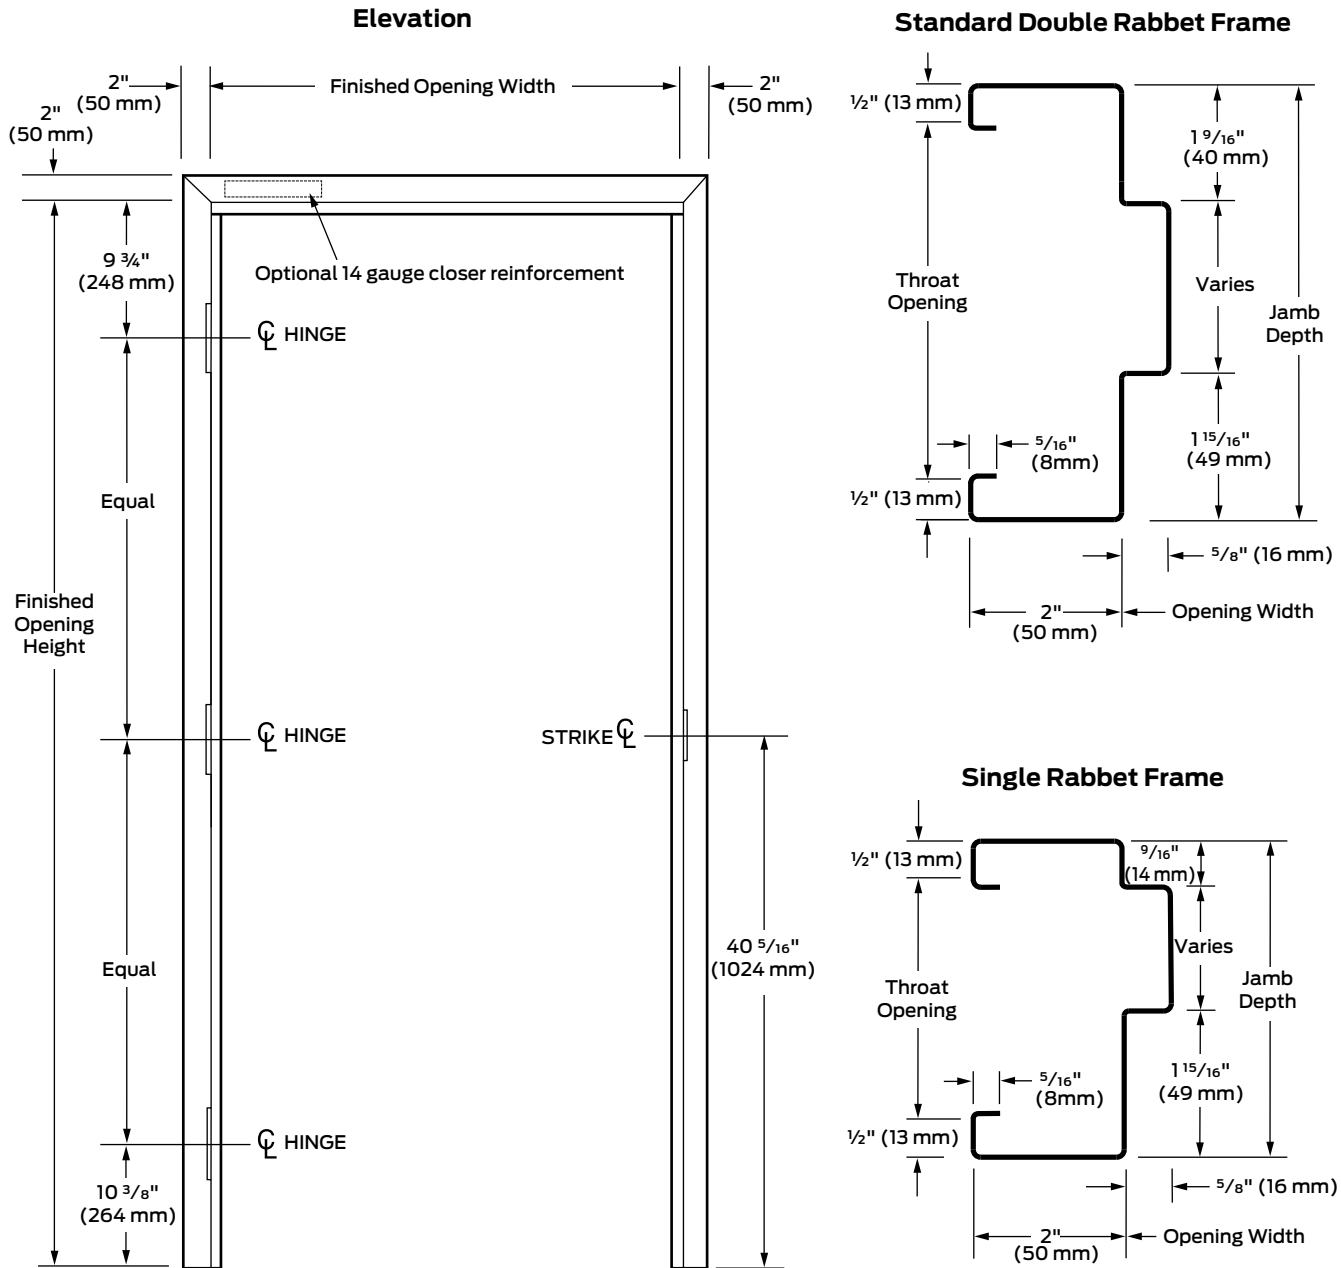 Elevation
2"
(50 mm)
Finished Opening Width
2"
(50 mm)
2"
(50 mm)
9 ¾"
(248 mm)
Optional 14 gauge closer reinforcement
℄ HINGE
Equal
Finished
Opening
Height
℄ HINGE
STRIKE ℄
Equal
40 5/16"
(1024 mm)
℄ HINGE
10 3/8"
(264 mm)
Standard Double Rabbet Frame
½" (13 mm)
1 9/16"
(40 mm)
Throat
Opening
Varies
Jamb
Depth
5/16"
(8mm)
1 15/16"
(49 mm)
½" (13 mm)
5/8" (16 mm)
2"
(50 mm)
Opening Width
Single Rabbet Frame
½" (13 mm)
9/16"
(14 mm)
Varies
Throat
Opening
Jamb
Depth
5/16"
(8mm)
1 15/16"
(49 mm)
½" (13 mm)
5/8" (16 mm)
2"
(50 mm)
Opening Width